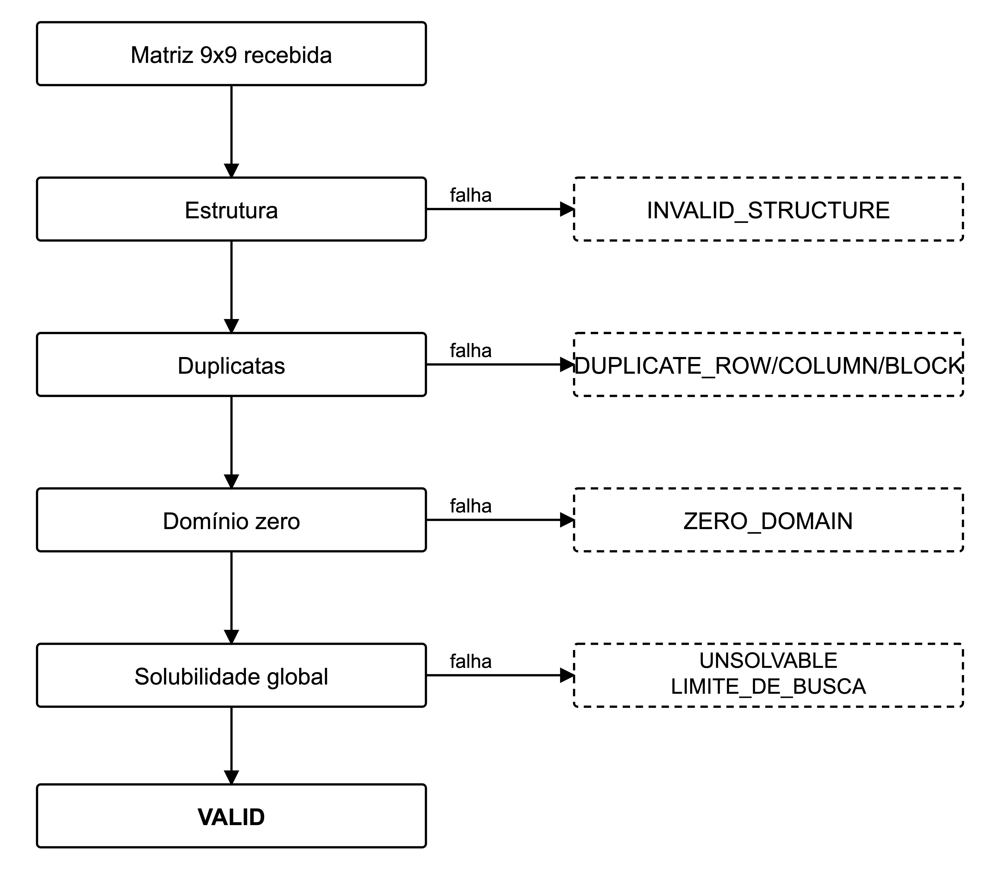 Matriz 9x9 recebida
Estrutura
falha
INVALID_STRUCTURE
Duplicatas
falha
DUPLICATE_ROW/COLUMN/BLOCK
Domínio zero
falha
ZERO_DOMAIN
Solubilidade global
falha
UNSOLVABLE
LIMITE_DE_BUSCA
VALID